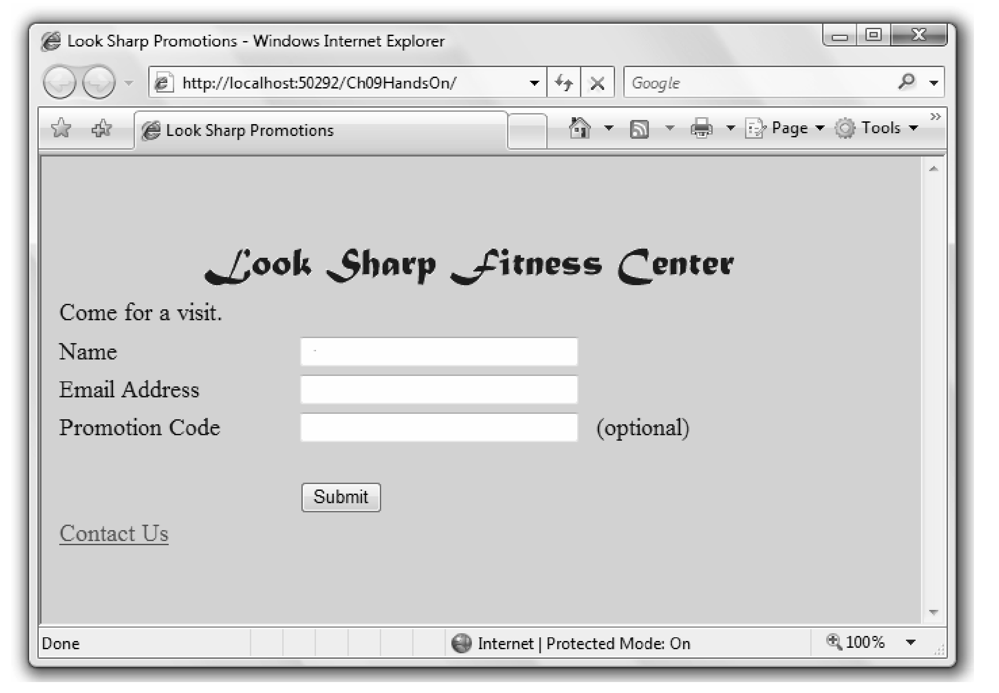 Look Sharp Promotions - Windows Internet Explorer
http://localhost:50292/Ch09HandsOn/ Google
Look Sharp Promotions Page Tools »
Look Sharp Fitness Center
Come for a visit.
Name
Email Address
Promotion Code (optional)
Submit
Contact Us
Done Internet | Protected Mode: On 100%